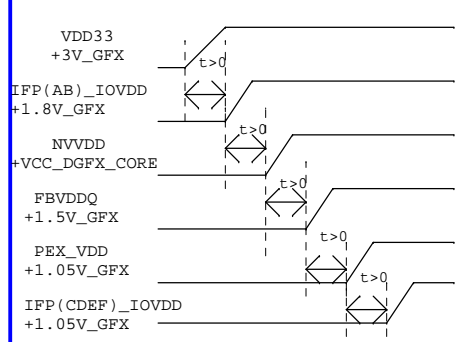 VDD33
+3V_GFX
t>0
IFP(AB)_IOVDD
+1.8V_GFX
t>0
NVVDD
+VCC_DGFX_CORE
t>0
FBVDDQ
+1.5V_GFX
t>0
PEX_VDD
+1.05V_GFX
t>0
IFP(CDEF)_IOVDD
+1.05V_GFX